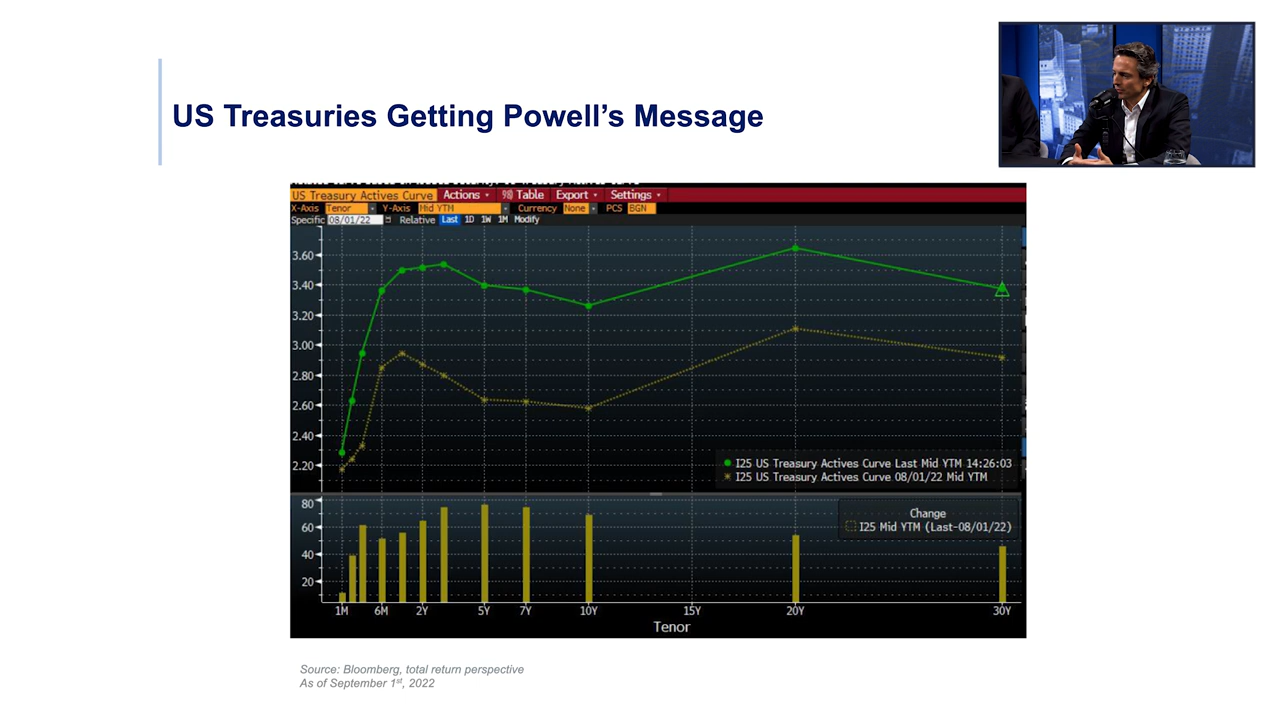 US Treasuries Getting Powell’s Message
US Treasury Actives Curve Actions 98) Table Export Settings
X-Axis Tenor Y-Axis Mid YTM Currency None PCS BGN
Specific 08/01/22 Relative Last 1D 1W 1M Modify
3.60
3.40
3.20
3.00
2.80
2.60
2.40
2.20
I25 US Treasury Actives Curve Last Mid YTM 14:26:03
I25 US Treasury Actives Curve 08/01/22 Mid YTM
80
60
40
20
Change
I25 Mid YTM (Last-08/01/22)
1M 6M 2Y 5Y 7Y 10Y 15Y 20Y 30Y
Tenor
Source: Bloomberg, total return perspective
As of September 1st, 2022